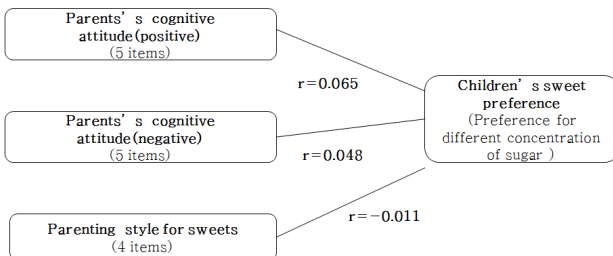 Parents’s cognitive
attitude(positive)
(5 items)
r=0.065
Children’s sweet
preference
(Preference for
different concentration
of sugar )
Parents’s cognitive
attitude(negative)
(5 items)
r=0.048
r=−0.011
Parenting style for sweets
(4 items)